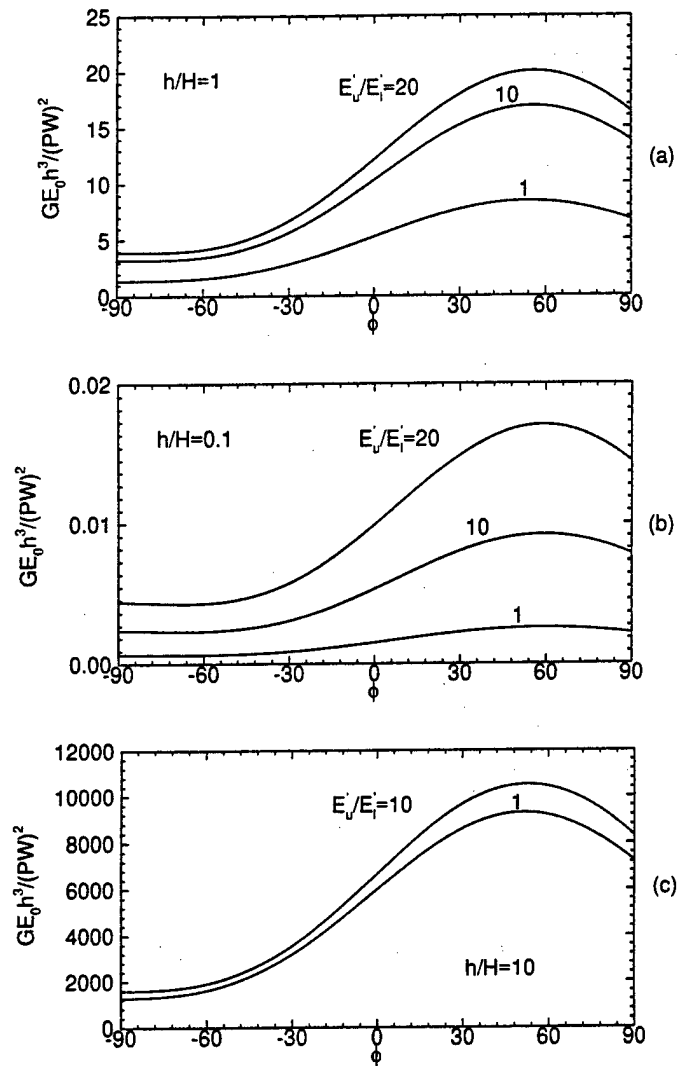 25
20
15
10
5
0
GE₀h³/(PW)²
h/H=1
E'ᵤ/E'ₗ=20
10
1
(a)
-90 -60 -30 0 30 60 90
ϕ
0.02
0.01
0.00
GE₀h³/(PW)²
h/H=0.1
E'ᵤ/E'ₗ=20
10
1
(b)
-90 -60 -30 0 30 60 90
ϕ
12000
10000
8000
6000
4000
2000
0
GE₀h³/(PW)²
E'ᵤ/E'ₗ=10
1
(c)
h/H=10
-90 -60 -30 0 30 60 90
ϕ